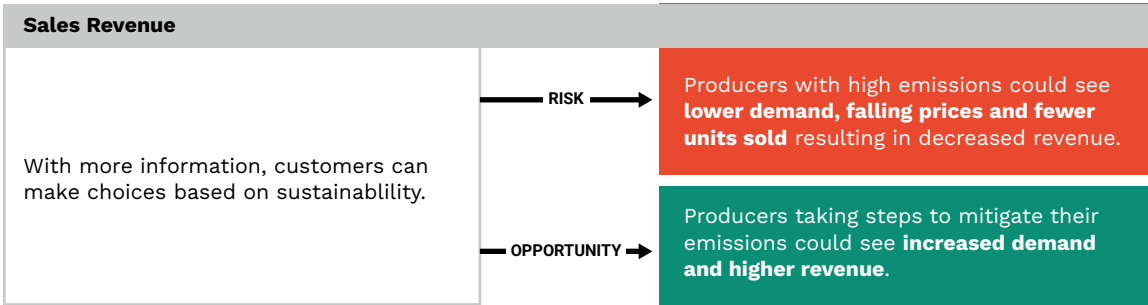 Sales Revenue
With more information, customers can
make choices based on sustainablility.
RISK
Producers with high emissions could see
lower demand, falling prices and fewer
units sold resulting in decreased revenue.
OPPORTUNITY
Producers taking steps to mitigate their
emissions could see increased demand
and higher revenue.